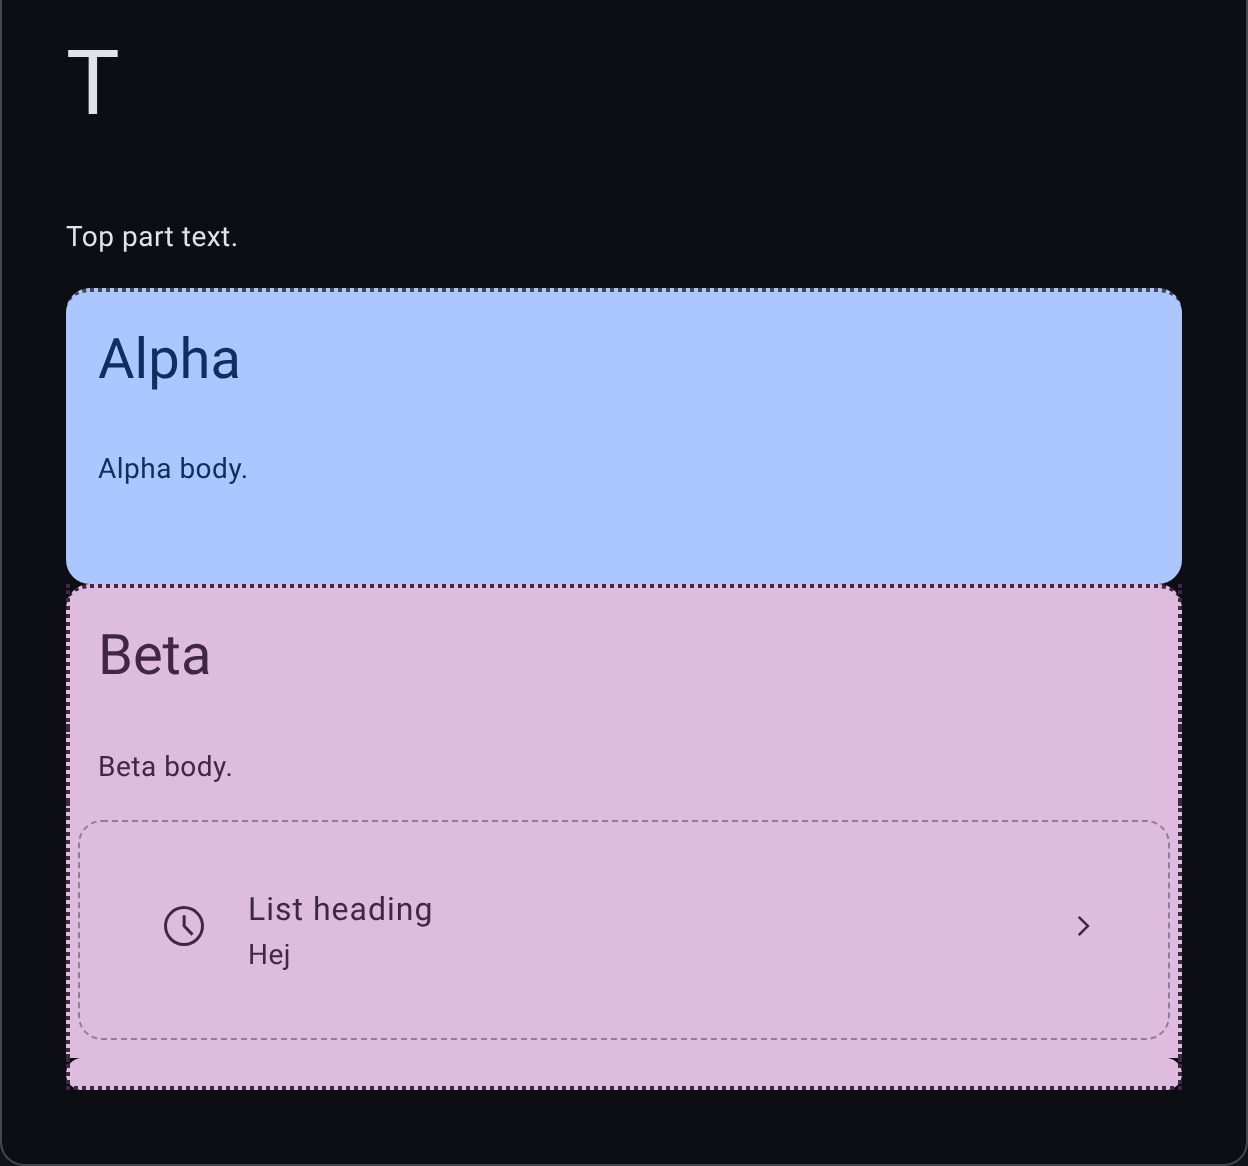 T
Top part text.
Alpha
Alpha body.
Beta
Beta body.
List heading
Hej